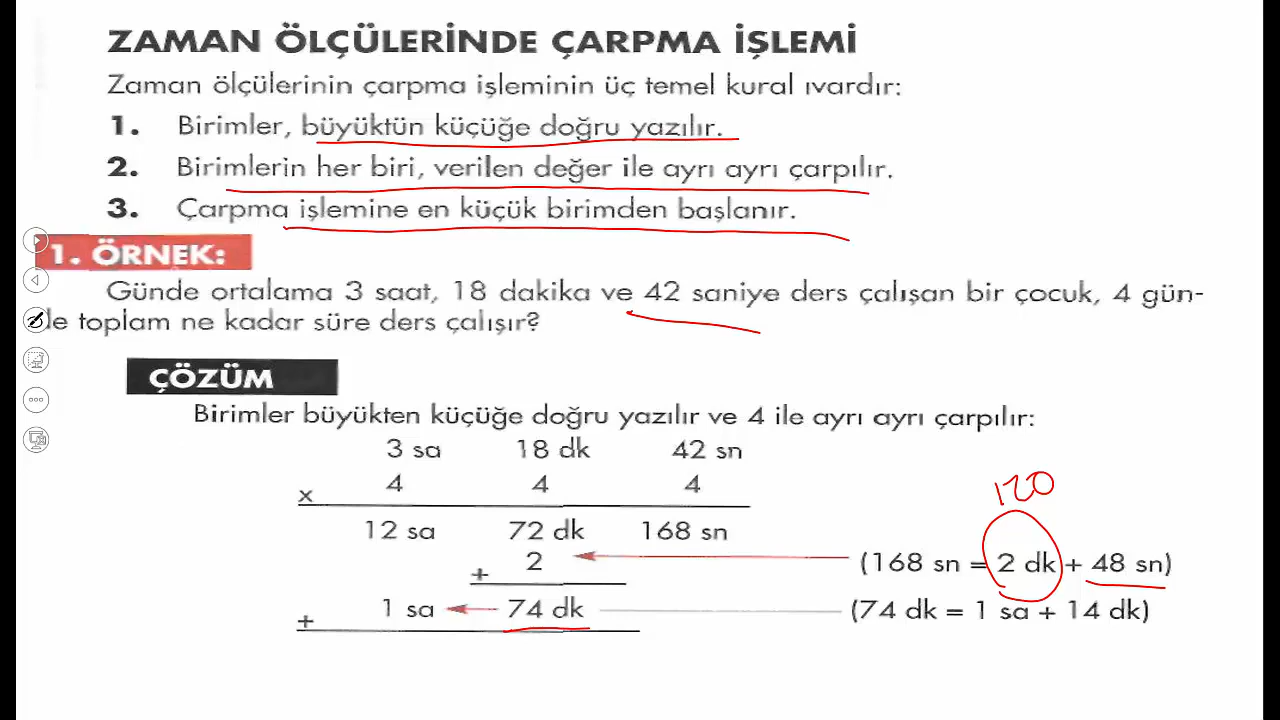 ZAMAN ÖLÇÜLERİNDE ÇARPMA İŞLEMİ
Zaman ölçülerinin çarpma işleminin üç temel kural ıvardır:
1. Birimler, büyüktün küçüğe doğru yazılır.
2. Birimlerin her biri, verilen değer ile ayrı ayrı çarpılır.
3. Çarpma işlemine en küçük birimden başlanır.
1. ÖRNEK:
Günde ortalama 3 saat, 18 dakika ve 42 saniye ders çalışan bir çocuk, 4 gün-
de toplam ne kadar süre ders çalışır?
ÇÖZÜM
Birimler büyükten küçüğe doğru yazılır ve 4 ile ayrı ayrı çarpılır:
3 sa 18 dk 42 sn
x 4 4 4
120
12 sa 72 dk 168 sn
+ 2 (168 sn = 2 dk + 48 sn)
+ 1 sa 74 dk (74 dk = 1 sa + 14 dk)